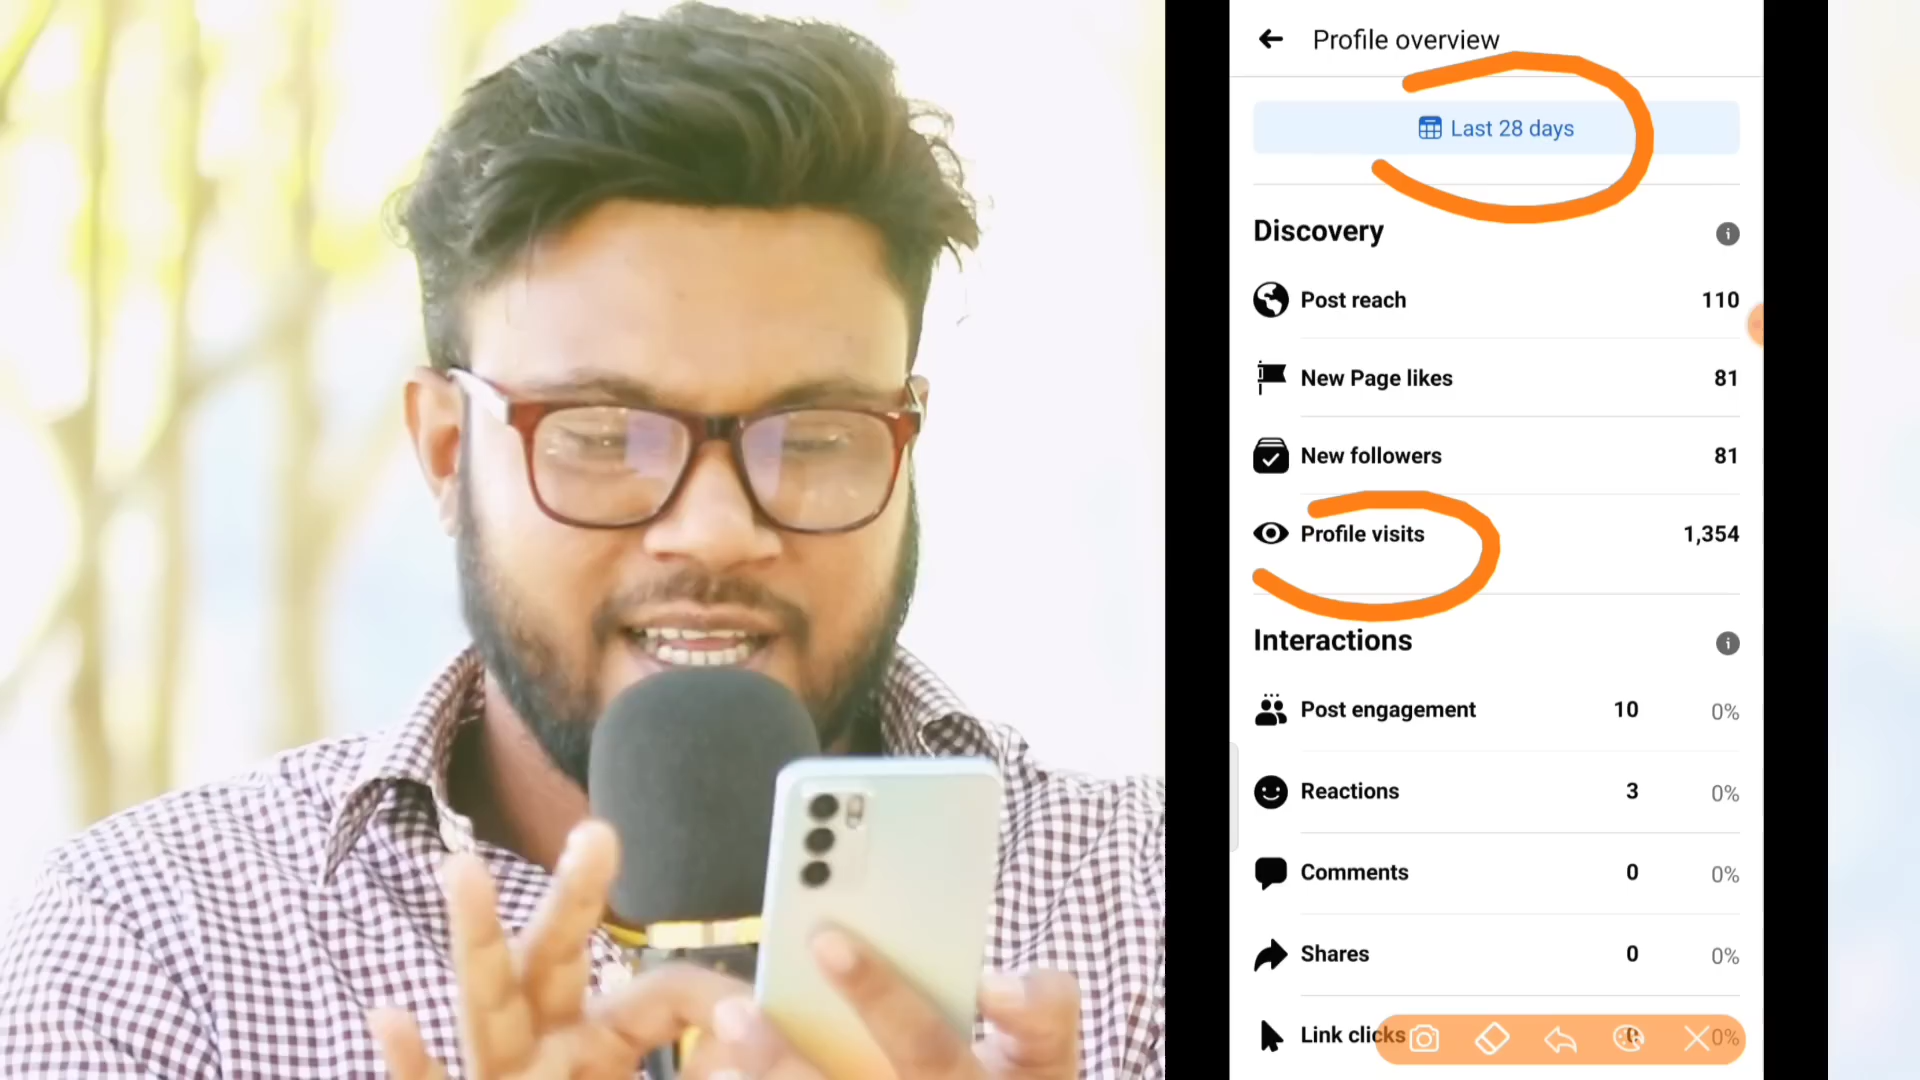 Profile overview
Last 28 days
Discovery
Post reach 110
New Page likes 81
New followers 81
Profile visits 1,354
Interactions
Post engagement 10 0%
Reactions 3 0%
Comments 0 0%
Shares 0 0%
Link clicks 0 0%